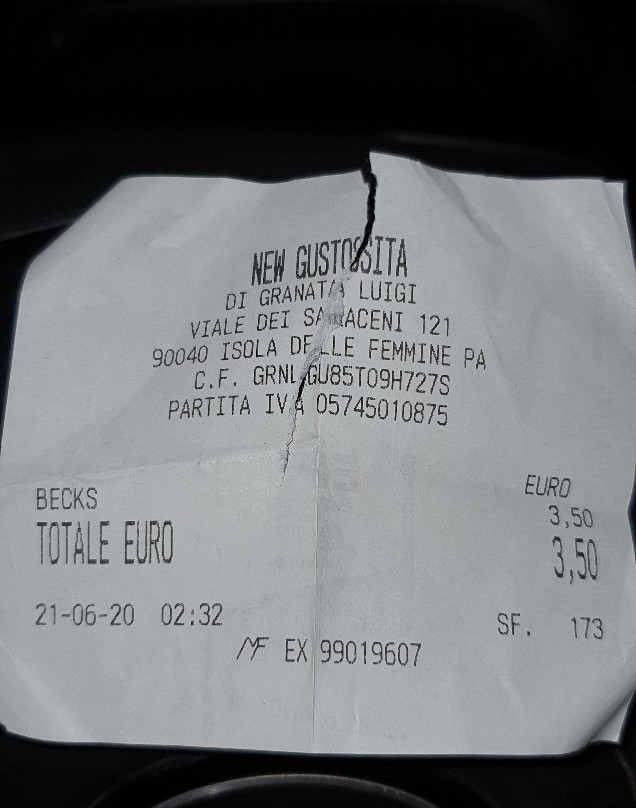 NEW GUSTOSSITA
DI GRANATA LUIGI
VIALE DEI SARACENI 121
90040 ISOLA DELLE FEMMINE PA
C.F. GRNLGU85T09H727S
PARTITA IVA 05745010875
EURO
BECKS 3,50
TOTALE EURO 3,50
21-06-20 02:32 SF. 173
MF EX 99019607